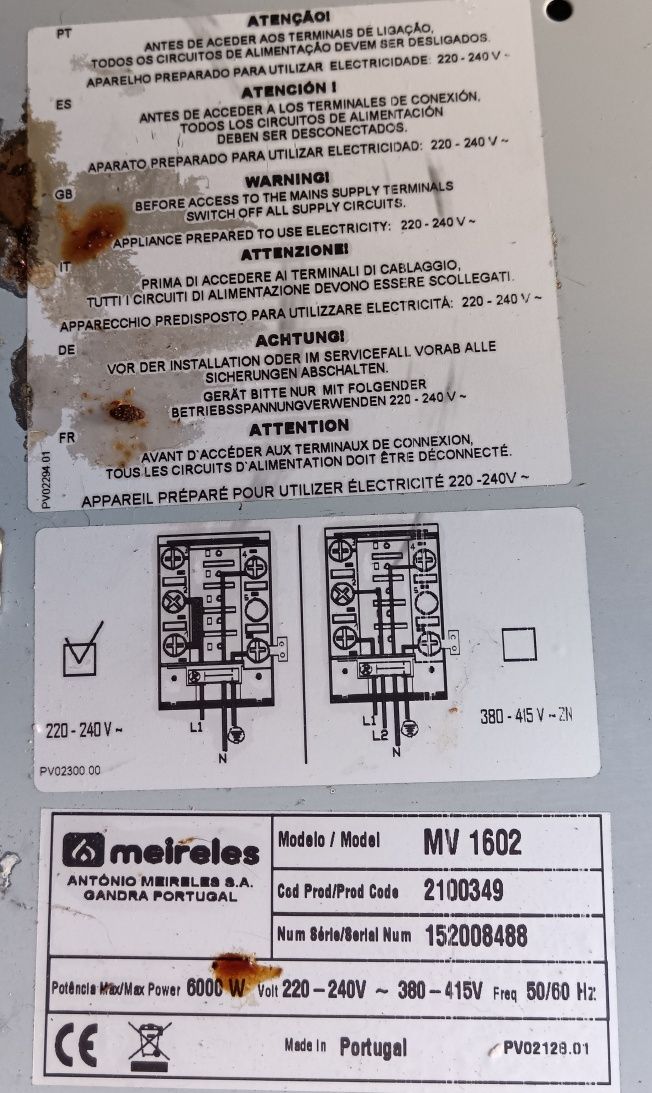 PT
ATENÇÃO!
ANTES DE ACEDER AOS TERMINAIS DE LIGAÇÃO,
TODOS OS CIRCUITOS DE ALIMENTAÇÃO DEVEM SER DESLIGADOS.
APARELHO PREPARADO PARA UTILIZAR ELECTRICIDADE: 220 - 240 V ~
ES
ATENCIÓN !
ANTES DE ACCEDER A LOS TERMINALES DE CONEXIÓN,
TODOS LOS CIRCUITOS DE ALIMENTACIÓN
DEBEN SER DESCONECTADOS.
APARATO PREPARADO PARA UTILIZAR ELECTRICIDAD: 220 - 240 V ~
GB
WARNING!
BEFORE ACCESS TO THE MAINS SUPPLY TERMINALS
SWITCH OFF ALL SUPPLY CIRCUITS.
APPLIANCE PREPARED TO USE ELECTRICITY: 220 - 240 V ~
IT
ATTENZIONE!
PRIMA DI ACCEDERE AI TERMINALI DI CABLAGGIO,
TUTTI I CIRCUITI DI ALIMENTAZIONE DEVONO ESSERE SCOLLEGATI.
APPARECCHIO PREDISPOSTO PARA UTILIZZARE ELECTRICITÁ: 220 - 240 V ~
DE
ACHTUNG!
VOR DER INSTALLATION ODER IM SERVICEFALL VORAB ALLE
SICHERUNGEN ABSCHALTEN.
GERÄT BITTE NUR MIT FOLGENDER
BETRIEBSSPANNUNGVERWENDEN 220 - 240 V ~
FR
ATTENTION
AVANT D'ACCÉDER AUX TERMINAUX DE CONNEXION,
TOUS LES CIRCUITS D'ALIMENTATION DOIT ÊTRE DÉCONNECTÉ.
APPAREIL PRÉPARÉ POUR UTILIZER ÉLECTRICITÉ 220 -240V ~
PV02294 01
220 - 240 V ~
L1
N
L1
L2
N
380 - 415 V ~ 2N
PV02300 00
meireles
ANTÓNIO MEIRELES S.A.
GANDRA PORTUGAL
Modelo / Model MV 1602
Cod Prod/Prod Code 2100349
Num Série/Serial Num 152008488
Potência Max/Max Power 6000 W Volt 220 - 240V ~ 380 - 415V Freq 50/60 Hz
CE
Made In Portugal
PV02128.01